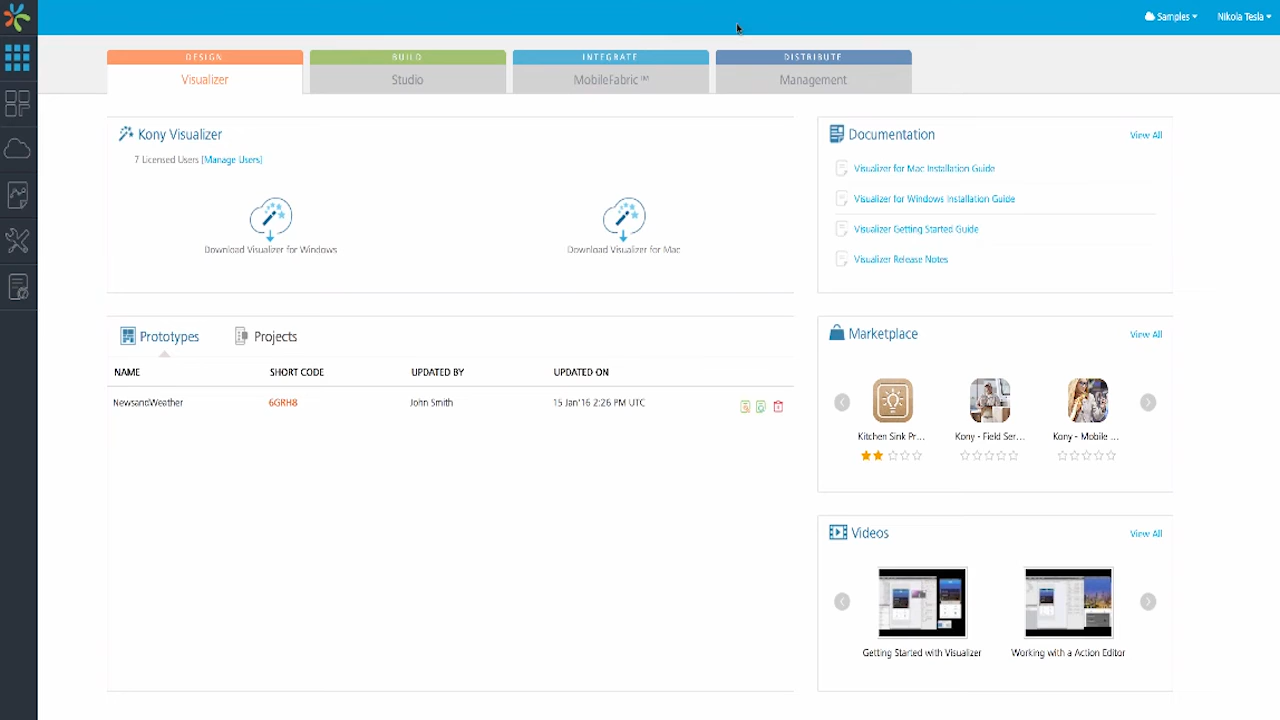 Samples
Nikola Tesla
DESIGN
BUILD
INTEGRATE
DISTRIBUTE
Visualizer
Studio
MobileFabric ℠
Management
Kony Visualizer
7 Licensed Users [Manage Users]
Download Visualizer for Windows
Download Visualizer for Mac
Documentation
View All
Visualizer for Mac Installation Guide
Visualizer for Windows Installation Guide
Visualizer Getting Started Guide
Visualizer Release Notes
Prototypes
Projects
NAME
SHORT CODE
UPDATED BY
UPDATED ON
NewsandWeather
6GRH8
John Smith
15 Jan'16 2:26 PM UTC
Marketplace
View All
Kitchen Sink Pr...
Kony - Field Ser...
Kony - Mobile ...
Videos
View All
Getting Started with Visualizer
Working with a Action Editor